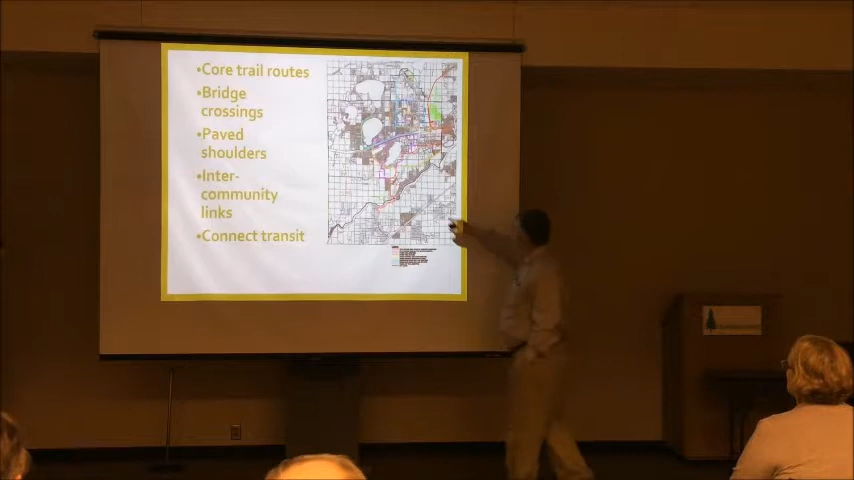 •Core trail routes
•Bridge
crossings
•Paved
shoulders
•Inter-
community
links
•Connect transit